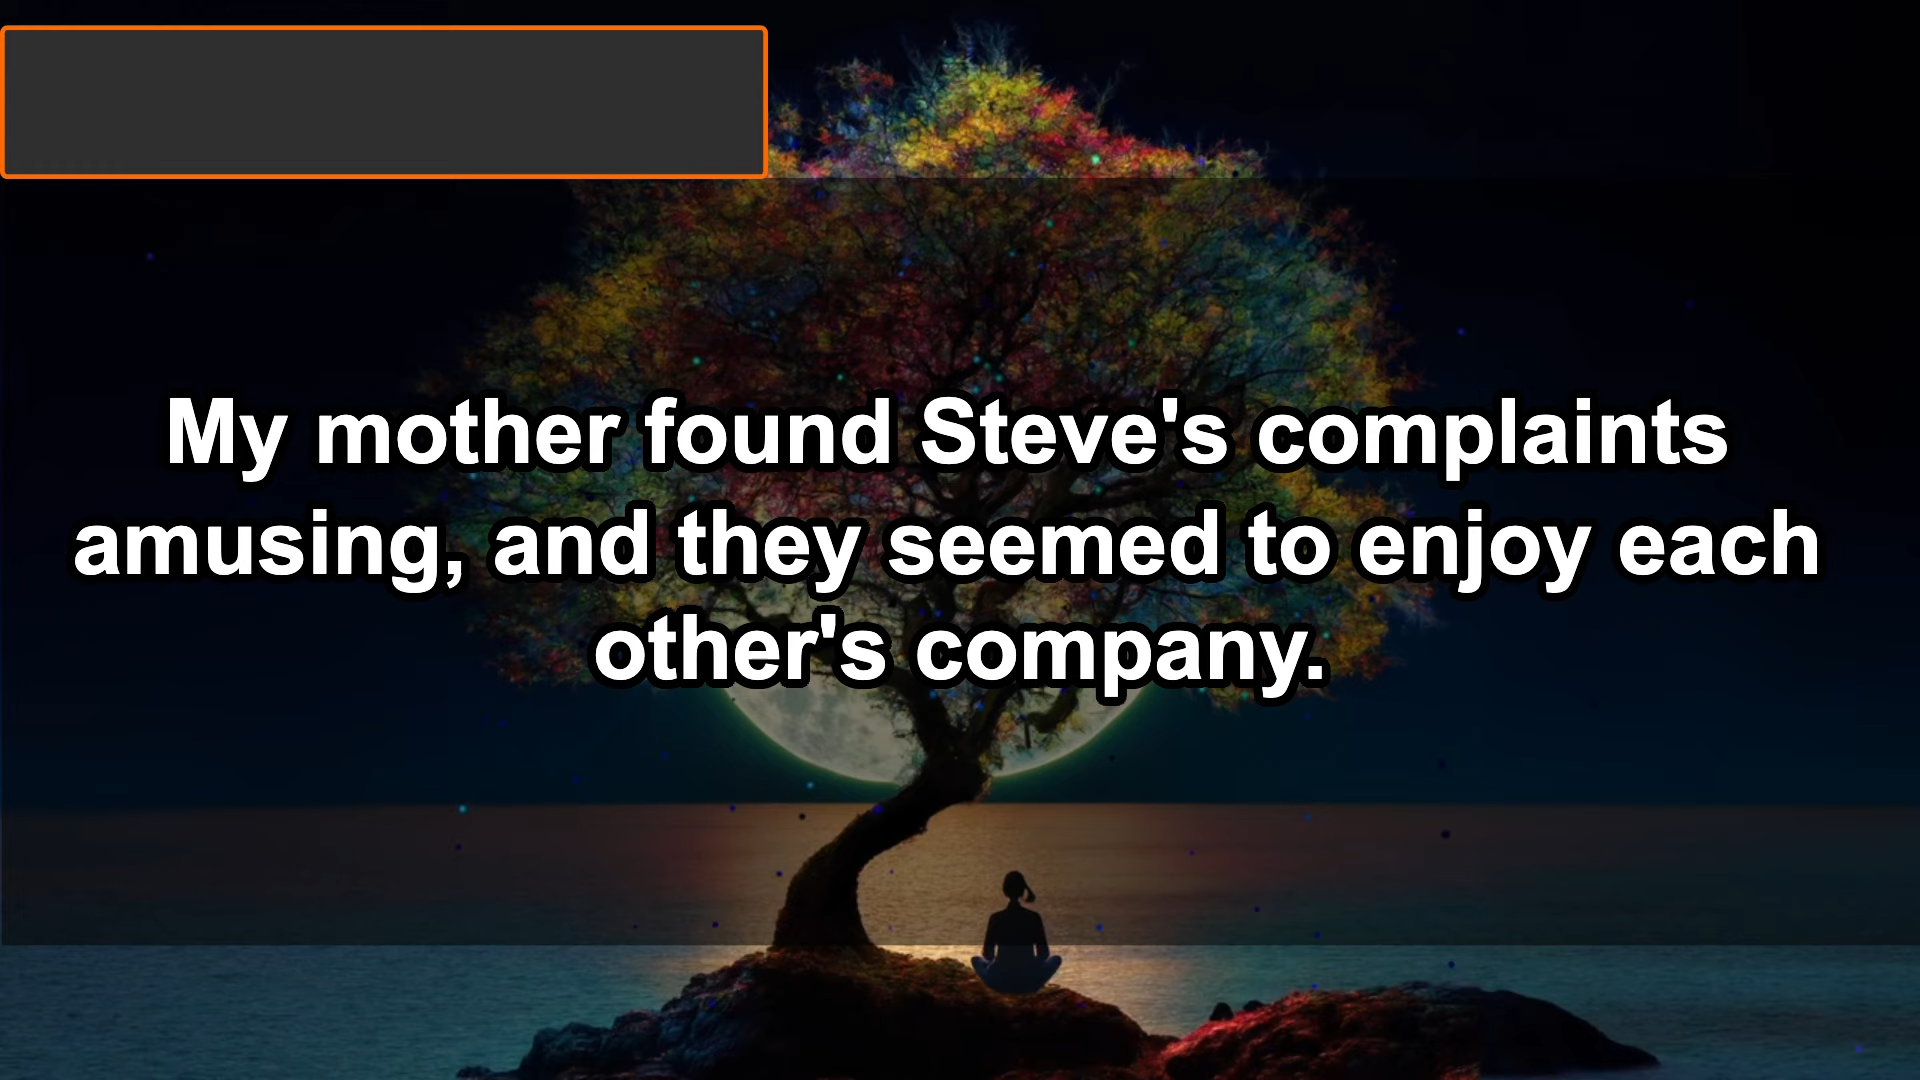 My mother found Steve's complaints
amusing, and they seemed to enjoy each
other's company.